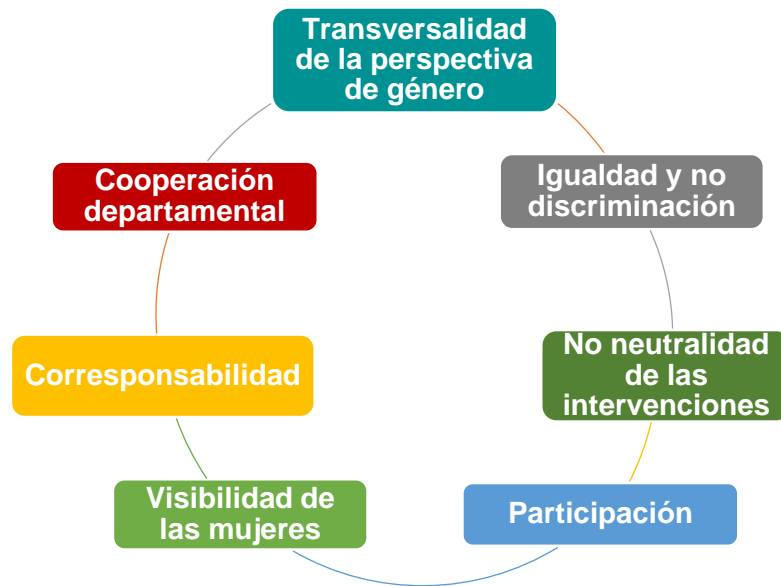 Transversalidad
de la perspectiva
de género
Igualdad y no
discriminación
No neutralidad
de las
intervenciones
Participación
Visibilidad de
las mujeres
Corresponsabilidad
Cooperación
departamental